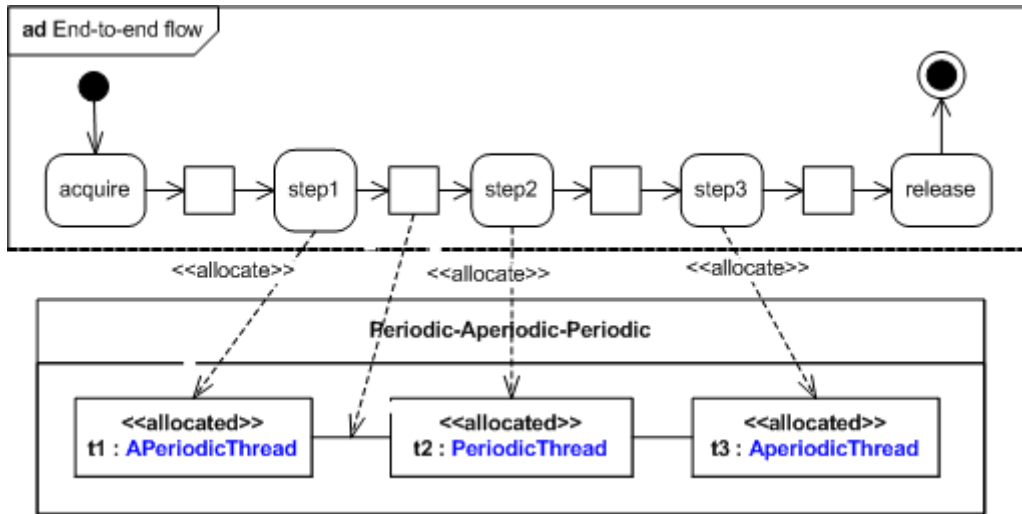 ad End-to-end flow
acquire
step1
step2
step3
release
<<allocate>>
<<allocate>>
<<allocate>>
Periodic-Aperiodic-Periodic
<<allocated>>
t1 : APeriodicThread
<<allocated>>
t2 : PeriodicThread
<<allocated>>
t3 : AperiodicThread